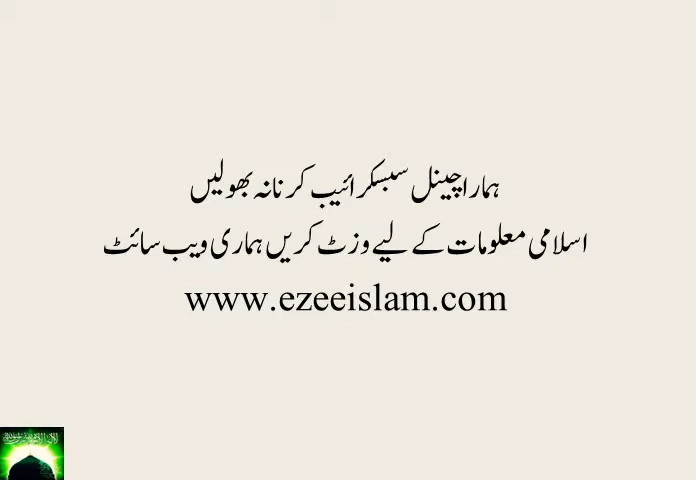 ہمارا چینل سبسکرائیب کرنا نہ بھولیں
اسلامی معلومات کے لیے وزٹ کریں ہماری ویب سائٹ
www.ezeeislam.com